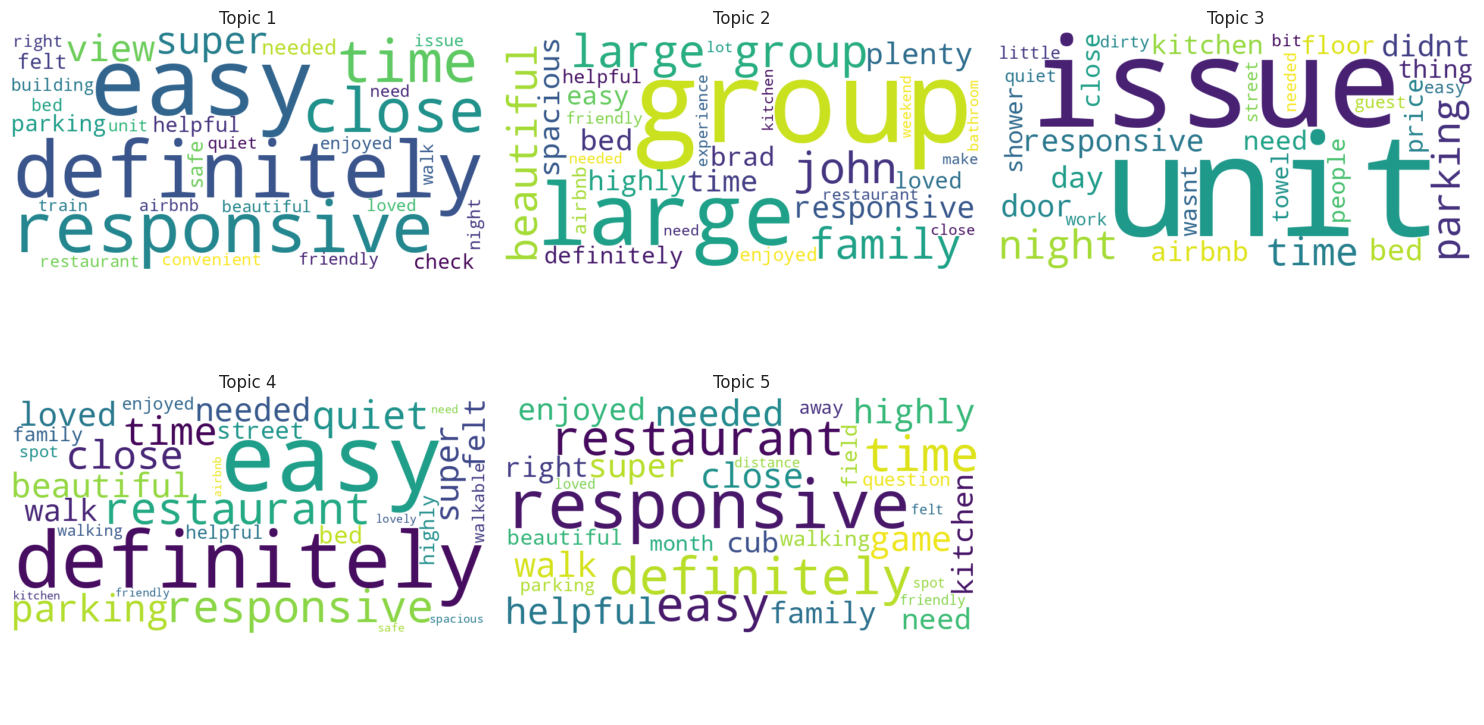 Topic 1
right
view
super
needed
issue
felt
easy
time
building
need
close
bed
parking
unit
helpful
quiet
enjoyed
definitely
safe
walk
train
airbnb
beautiful
loved
responsive
night
restaurant
convenient
friendly
check
Topic 2
large
lot
group
plenty
beautiful
spacious
helpful
easy
friendly
group
experience
kitchen
weekend
bathroom
bed
needed
brad
john
make
airbnb
highly
time
loved
restaurant
large
responsive
need
close
family
definitely
enjoyed
Topic 3
little
close
dirty
kitchen
bit
floor
didnt
quiet
issue
street
needed
thing
guest
easy
shower
responsive
need
price
parking
day
unit
wasnt
towel
people
door
work
night
airbnb
time
bed
Topic 4
loved
enjoyed
needed
quiet
need
family
time
street
easy
super
felt
spot
close
airbnb
walkable
beautiful
walk
restaurant
lovely
highly
walking
helpful
bed
definitely
kitchen
friendly
parking
responsive
spacious
safe
Topic 5
enjoyed
needed
away
highly
restaurant
field
time
right
super
close
distance
question
loved
kitchen
responsive
felt
beautiful
month
cub
walking
game
walk
parking
definitely
spot
friendly
helpful
easy
family
need